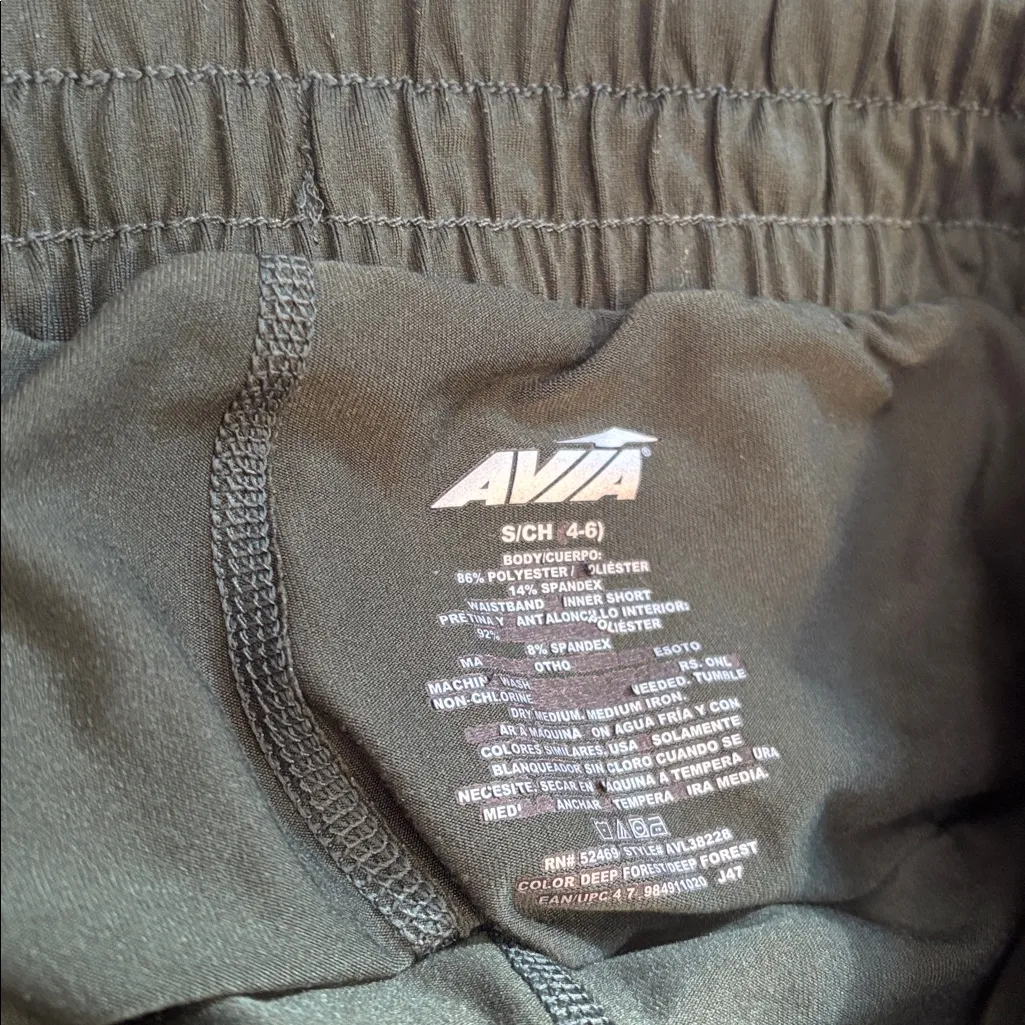 AVIA®
S/CH (4-6)
BODY/CUERPO:
86% POLYESTER / OLIÉSTER
14% SPANDEX
WAISTBAND INNER SHORT
PRETINA Y ANTALONCILLO INTERIOR:
92% OLIÉSTER
8% SPANDEX
MA OTHO ESOTO
MACHIN WASH RS. ONL
NON-CHLORINE NEEDED. TUMBLE
DRY MEDIUM. MEDIUM IRON.
AR A MAQUINA ON AGUA FRÍA Y CON
COLORES SIMILARES. USA SOLAMENTE
BLANQUEADOR SIN CLORO CUANDO SE
NECESITE. SECAR EN QUINA A TEMPERA URA
MEDI ANCHAR TEMPERA IRA MEDIA.
RN# 52469 STYLE# AVL38228
COLOR DEEP FOREST/DEEP FOREST
EAN/UPC 4 7 984911020 J47